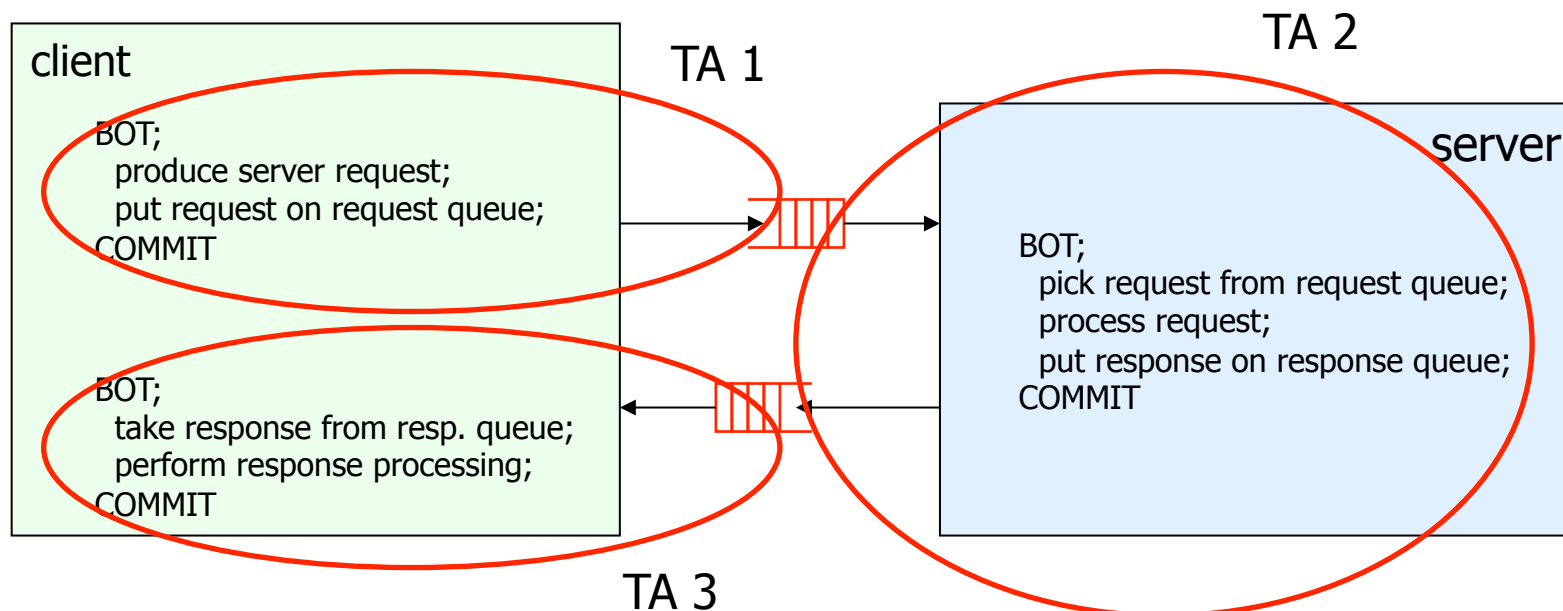 client
TA 1
BOT;
produce server request;
put request on request queue;
COMMIT
BOT;
take response from resp. queue;
perform response processing;
COMMIT
TA 3
TA 2
server
BOT;
pick request from request queue;
process request;
put response on response queue;
COMMIT